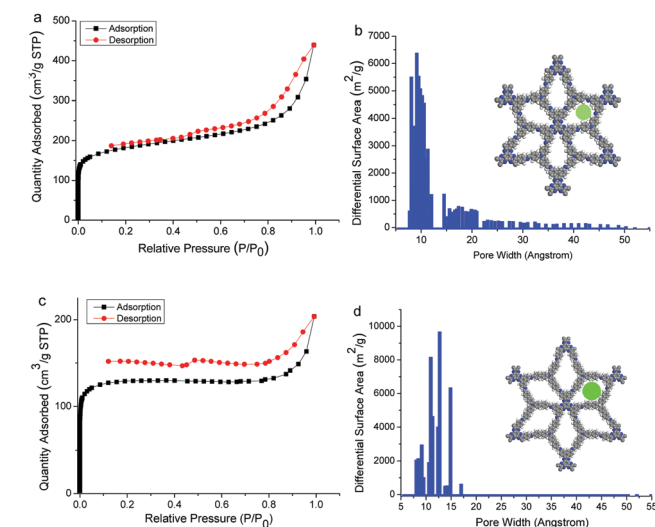 a
Adsorption
Desorption
500
400
300
200
100
0
0.0 0.2 0.4 0.6 0.8 1.0
Quantity Adsorbed (cm³/g STP)
Relative Pressure (P/P₀)
b
7000
6000
5000
4000
3000
2000
1000
0
10 20 30 40 50
Differential Surface Area (m²/g)
Pore Width (Angstrom)
c
Adsorption
Desorption
200
100
0
0.0 0.2 0.4 0.6 0.8 1.0
Quantity Adsorbed (cm³/g STP)
Relative Pressure (P/P₀)
d
10000
8000
6000
4000
2000
0
5 10 15 20 25 30 35 40 45 50 55
Differential Surface Area (m²/g)
Pore Width (Angstrom)